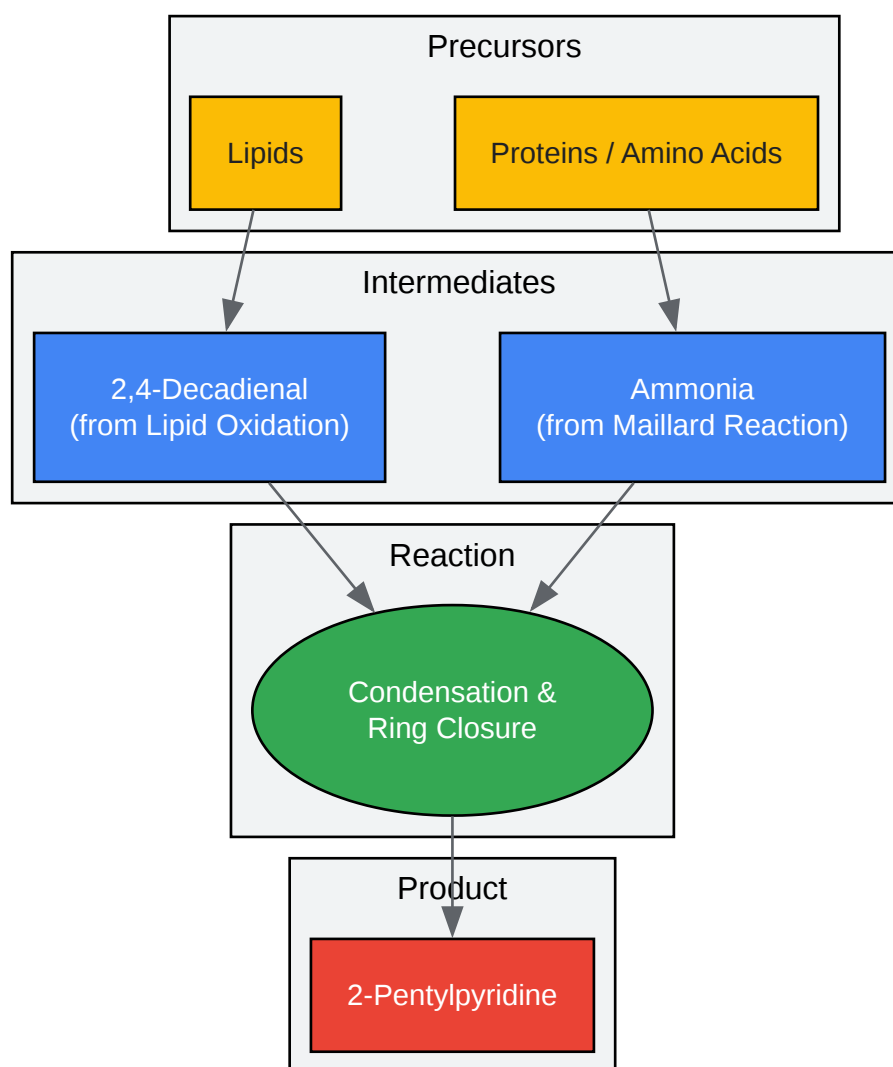 Precursors
Lipids
Proteins / Amino Acids
Intermediates
2,4-Decadienal
(from Lipid Oxidation)
Ammonia
(from Maillard Reaction)
Reaction
Condensation &
Ring Closure
Product
2-Pentylpyridine